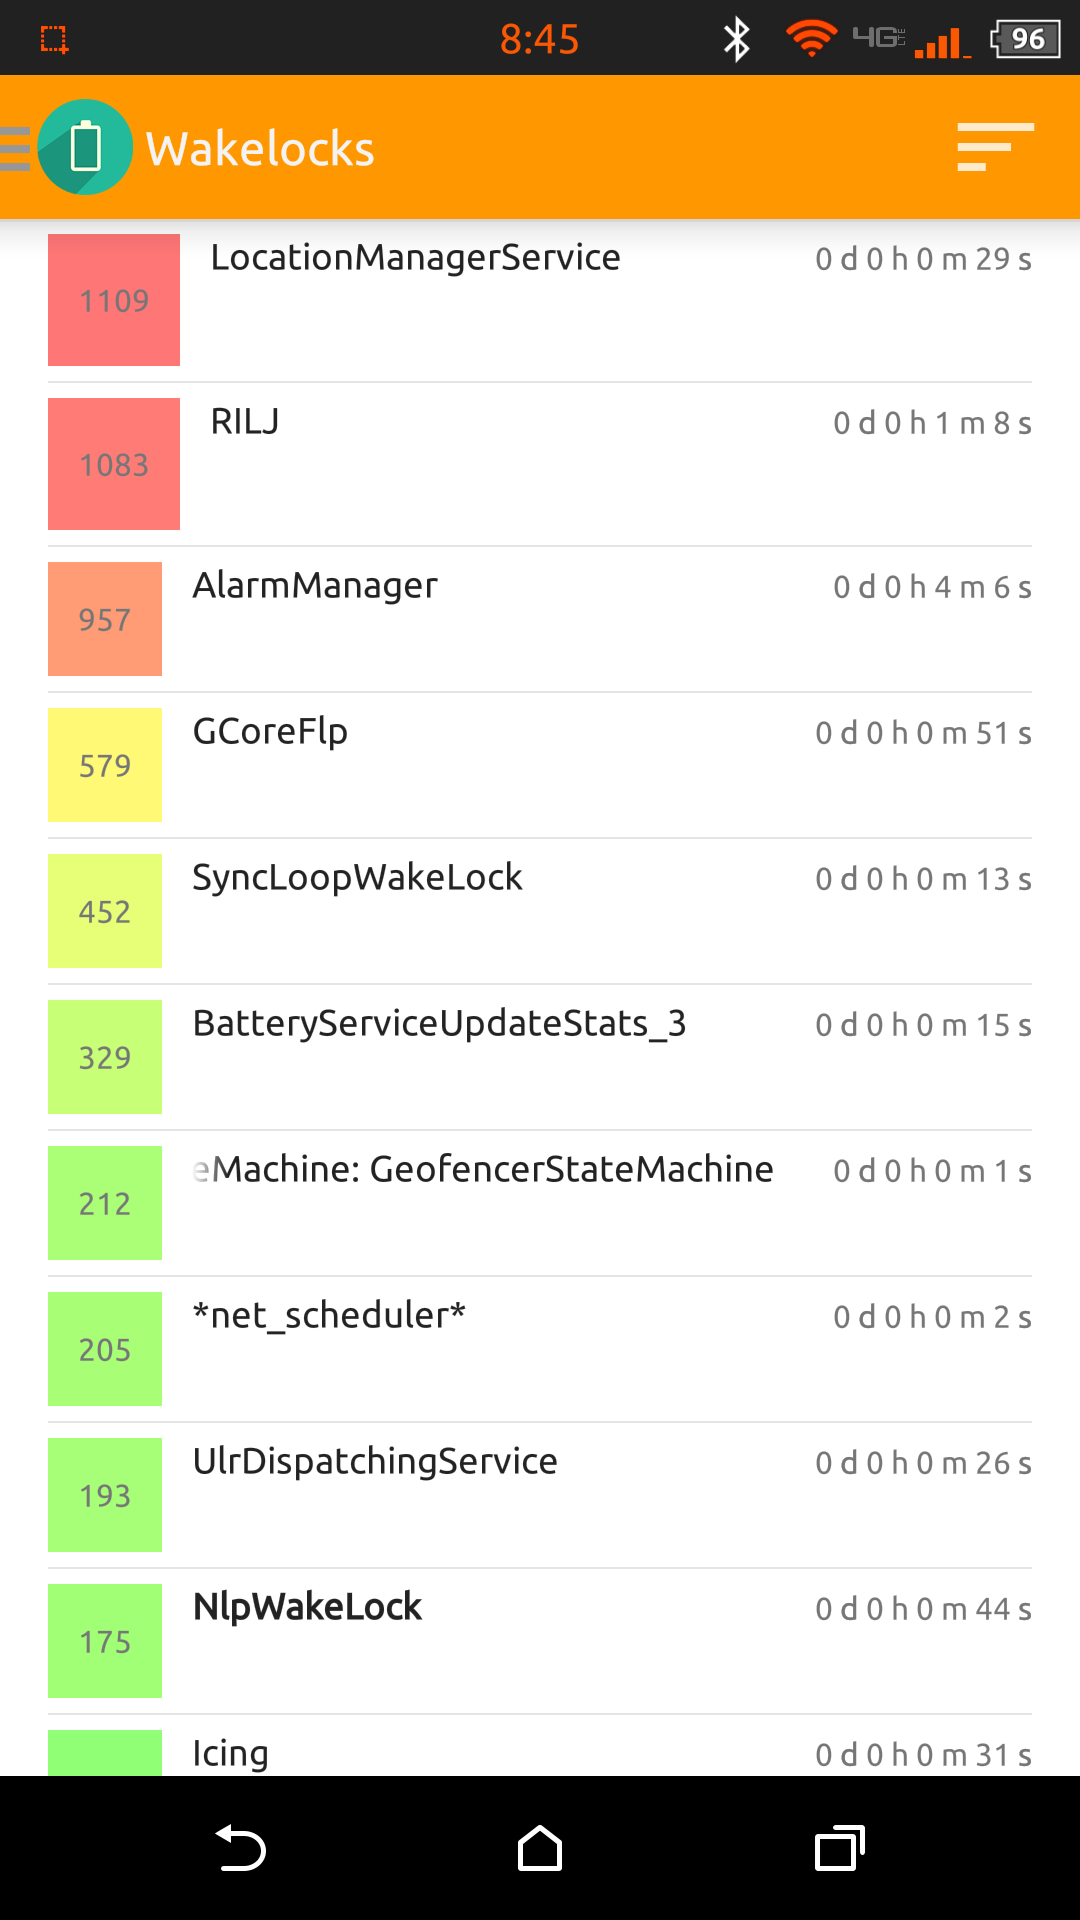 8:45 4G LTE 96
Wakelocks
LocationManagerService 0 d 0 h 0 m 29 s
1109
RILJ 0 d 0 h 1 m 8 s
1083
AlarmManager 0 d 0 h 4 m 6 s
957
GCoreFlp 0 d 0 h 0 m 51 s
579
SyncLoopWakeLock 0 d 0 h 0 m 13 s
452
BatteryServiceUpdateStats_3 0 d 0 h 0 m 15 s
329
eMachine: GeofencerStateMachine 0 d 0 h 0 m 1 s
212
*net_scheduler* 0 d 0 h 0 m 2 s
205
UlrDispatchingService 0 d 0 h 0 m 26 s
193
NlpWakeLock 0 d 0 h 0 m 44 s
175
Icing 0 d 0 h 0 m 31 s